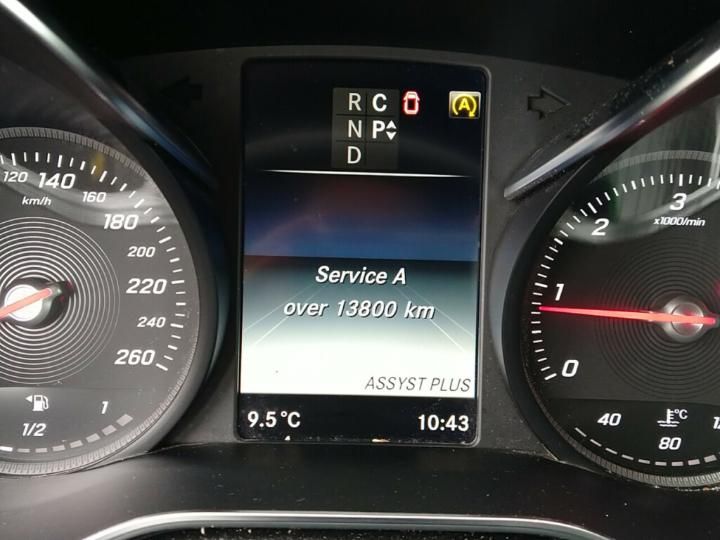 R C
N P
D
A
120 140 160 180 200 220 240 260
km/h
1/2 1
Service A
over 13800 km
ASSYST PLUS
9.5 °C 10:43
3
2
1
0
x1000/min
40 °C
80